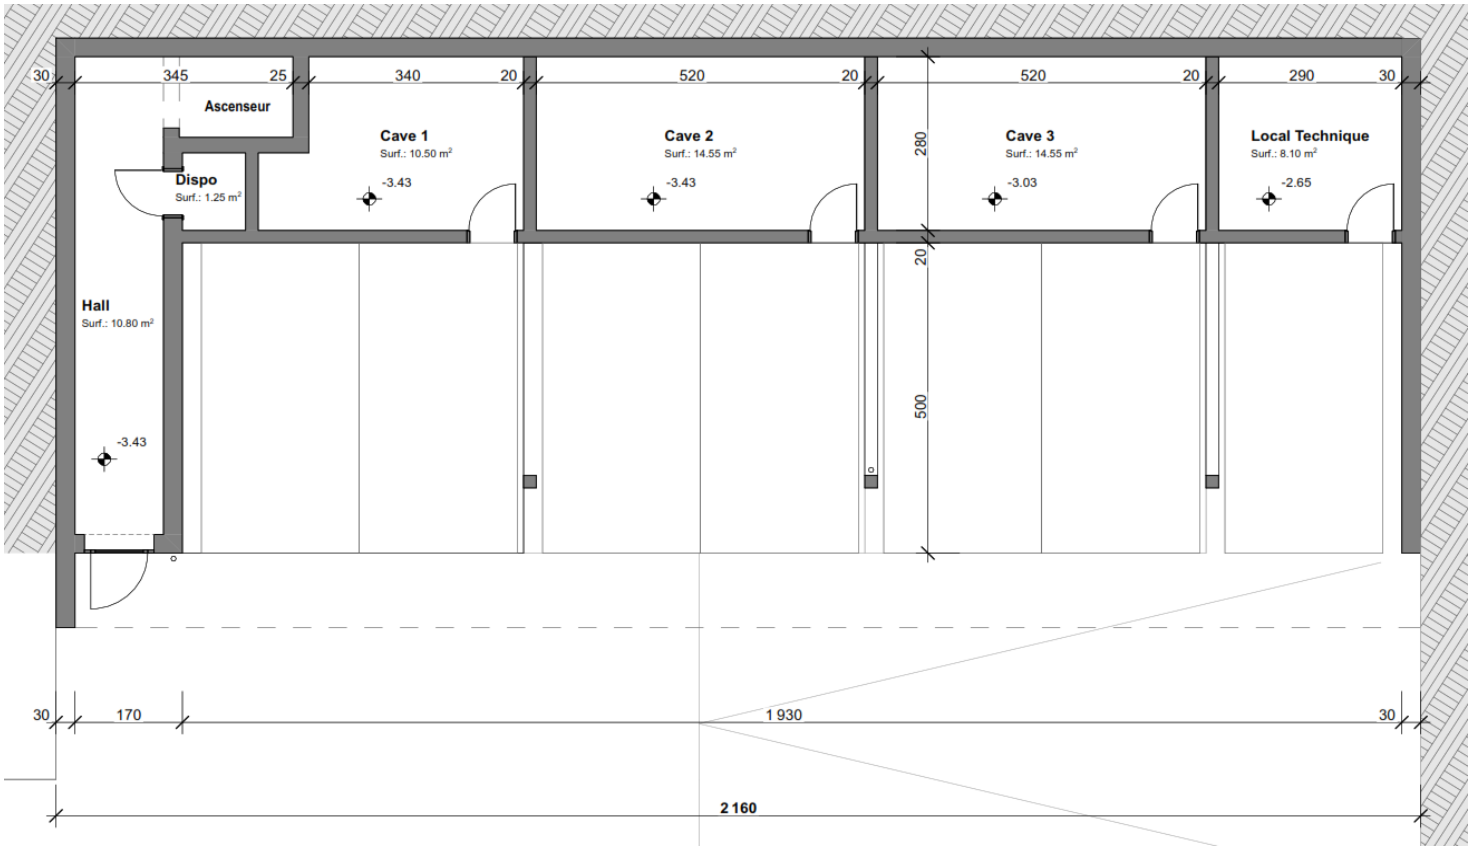 30 345 25 340 20 520 20 520 20 290 30
Ascenseur
Cave 1
Surf.: 10.50 m²
-3.43
Cave 2
Surf.: 14.55 m²
-3.43
Cave 3
Surf.: 14.55 m²
-3.03
Local Technique
Surf.: 8.10 m²
-2.65
280
Dispo
Surf.: 1.25 m²
20
Hall
Surf.: 10.80 m²
500
-3.43
30 170 1 930 30
2 160